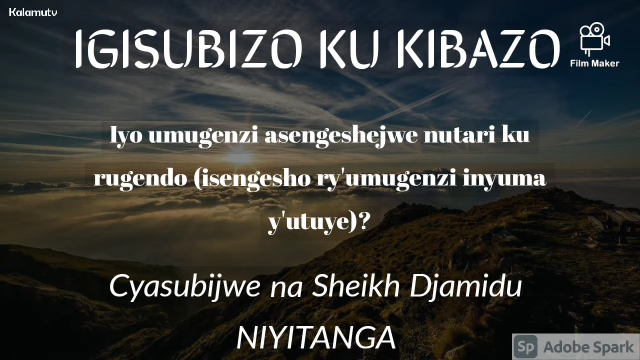 Kalamutv
IGISUBIZO KU KIBAZO
Film Maker
Iyo umugenzi asengeshejwe nutari ku
rugendo (isengesho ry'umugenzi inyuma
y'utuye)?
Cyasubijwe na Sheikh Djamidu
NIYITANGA
Sp Adobe Spark